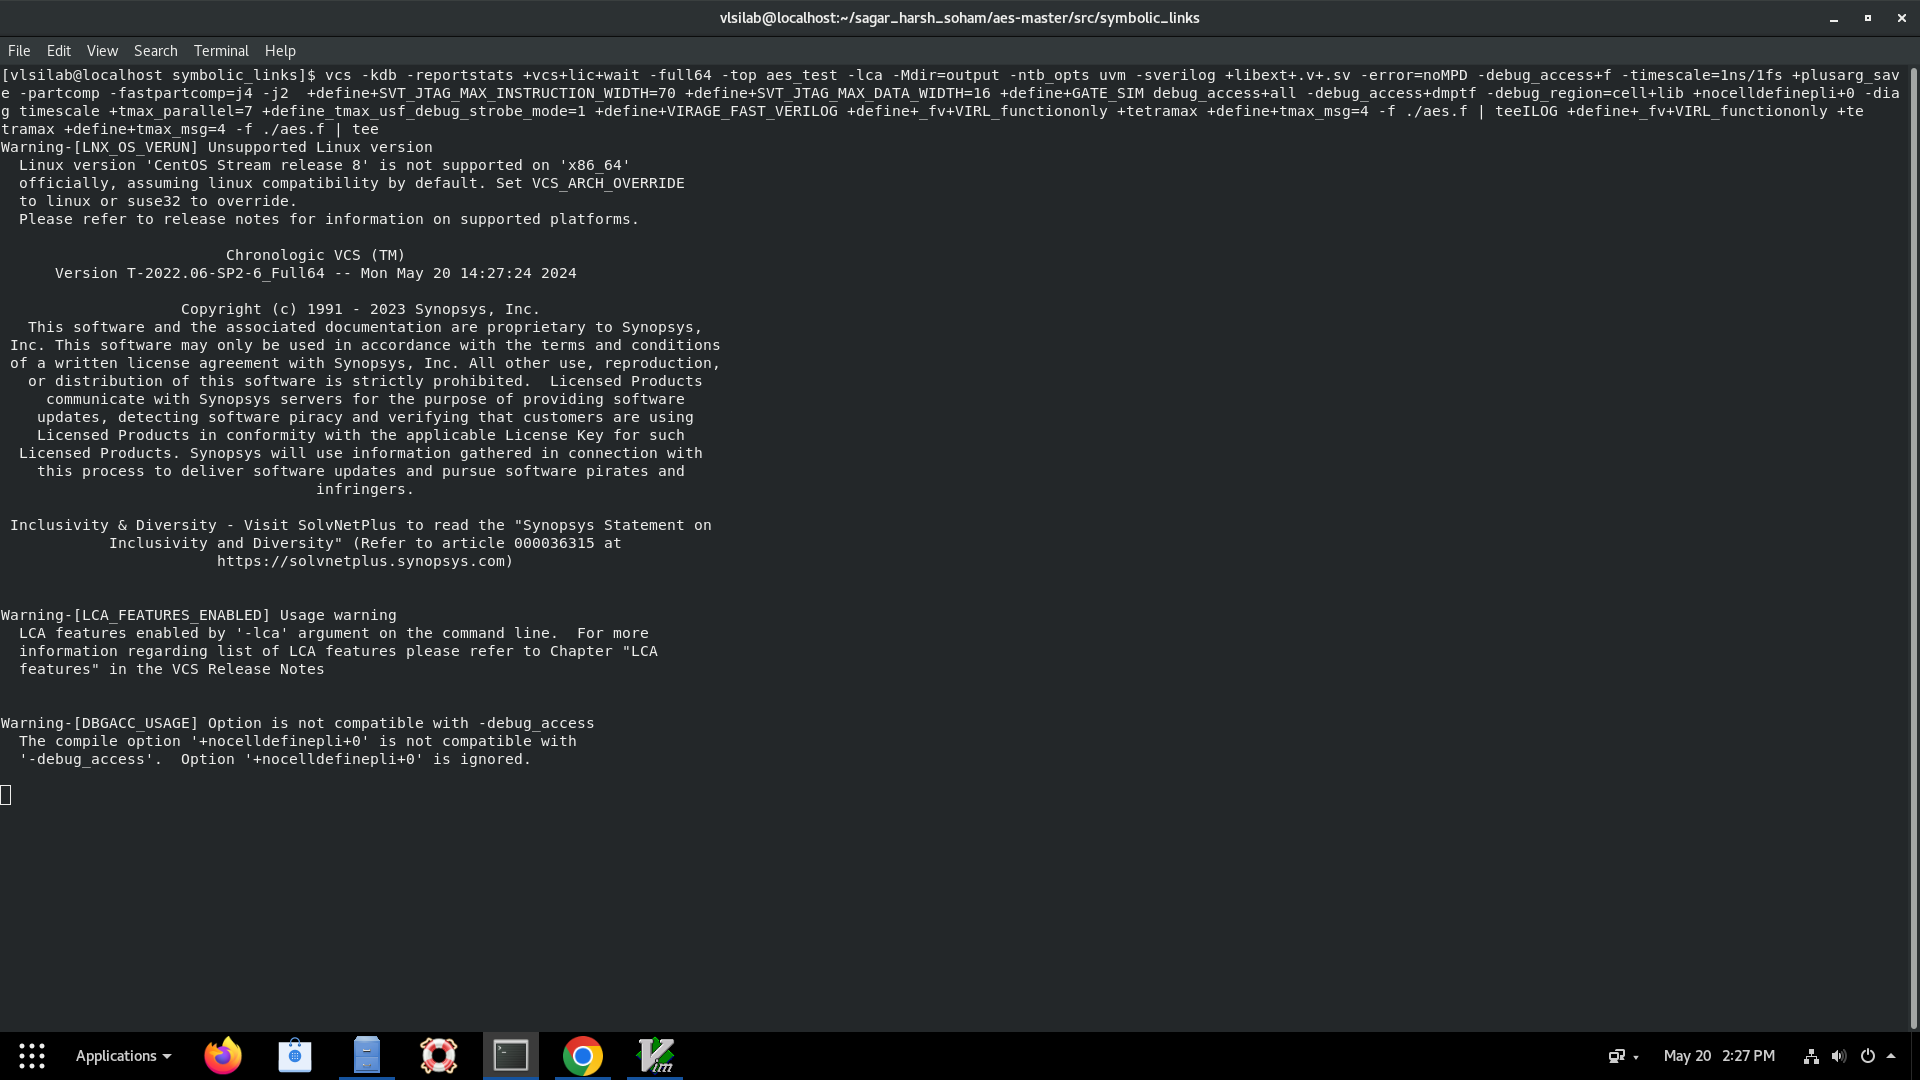 vlsilab@localhost:~/sagar_harsh_soham/aes-master/src/symbolic_links
File Edit View Search Terminal Help
[vlsilab@localhost symbolic_links]$ vcs -kdb -reportstats +vcs+lic+wait -full64 -top aes_test -lca -Mdir=output -ntb_opts uvm -sverilog +libext+.v+.sv -error=noMPD -debug_access+f -timescale=1ns/1fs +plusarg_sav
e -partcomp -fastpartcomp=j4 -j2  +define+SVT_JTAG_MAX_INSTRUCTION_WIDTH=70 +define+SVT_JTAG_MAX_DATA_WIDTH=16 +define+GATE_SIM debug_access+all -debug_access+dmptf -debug_region=cell+lib +nocelldefinepli+0 -dia
g timescale +tmax_parallel=7 +define_tmax_usf_debug_strobe_mode=1 +define+VIRAGE_FAST_VERILOG +define+_fv+VIRL_functiononly +tetramax +define+tmax_msg=4 -f ./aes.f | teeILOG +define+_fv+VIRL_functiononly +te
tramax +define+tmax_msg=4 -f ./aes.f | tee
Warning-[LNX_OS_VERUN] Unsupported Linux version
  Linux version 'CentOS Stream release 8' is not supported on 'x86_64'
  officially, assuming linux compatibility by default. Set VCS_ARCH_OVERRIDE
  to linux or suse32 to override.
  Please refer to release notes for information on supported platforms.
Chronologic VCS (TM)
Version T-2022.06-SP2-6_Full64 -- Mon May 20 14:27:24 2024
Copyright (c) 1991 - 2023 Synopsys, Inc.
This software and the associated documentation are proprietary to Synopsys,
Inc. This software may only be used in accordance with the terms and conditions
of a written license agreement with Synopsys, Inc. All other use, reproduction,
or distribution of this software is strictly prohibited.  Licensed Products
communicate with Synopsys servers for the purpose of providing software
updates, detecting software piracy and verifying that customers are using
Licensed Products in conformity with the applicable License Key for such
Licensed Products. Synopsys will use information gathered in connection with
this process to deliver software updates and pursue software pirates and
infringers.
Inclusivity & Diversity - Visit SolvNetPlus to read the "Synopsys Statement on
Inclusivity and Diversity" (Refer to article 000036315 at
https://solvnetplus.synopsys.com)
Warning-[LCA_FEATURES_ENABLED] Usage warning
  LCA features enabled by '-lca' argument on the command line.  For more
  information regarding list of LCA features please refer to Chapter "LCA
  features" in the VCS Release Notes
Warning-[DBGACC_USAGE] Option is not compatible with -debug_access
  The compile option '+nocelldefinepli+0' is not compatible with
  '-debug_access'.  Option '+nocelldefinepli+0' is ignored.
Applications
May 20  2:27 PM